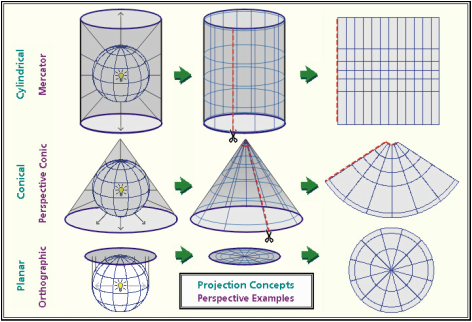 Cylindrical
Mercator
Conical
Perspective Conic
Planar
Orthographic
Projection Concepts
Perspective Examples